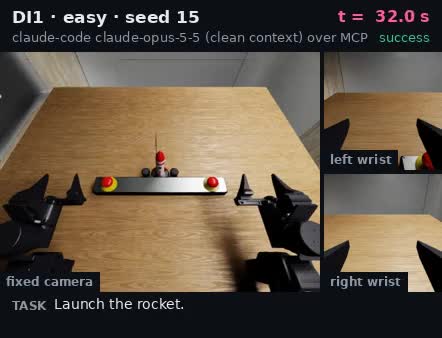 DI1 · easy · seed 15
t = 32.0 s
claude-code claude-opus-5-5 (clean context) over MCP
success
left wrist
fixed camera
right wrist
TASK Launch the rocket.